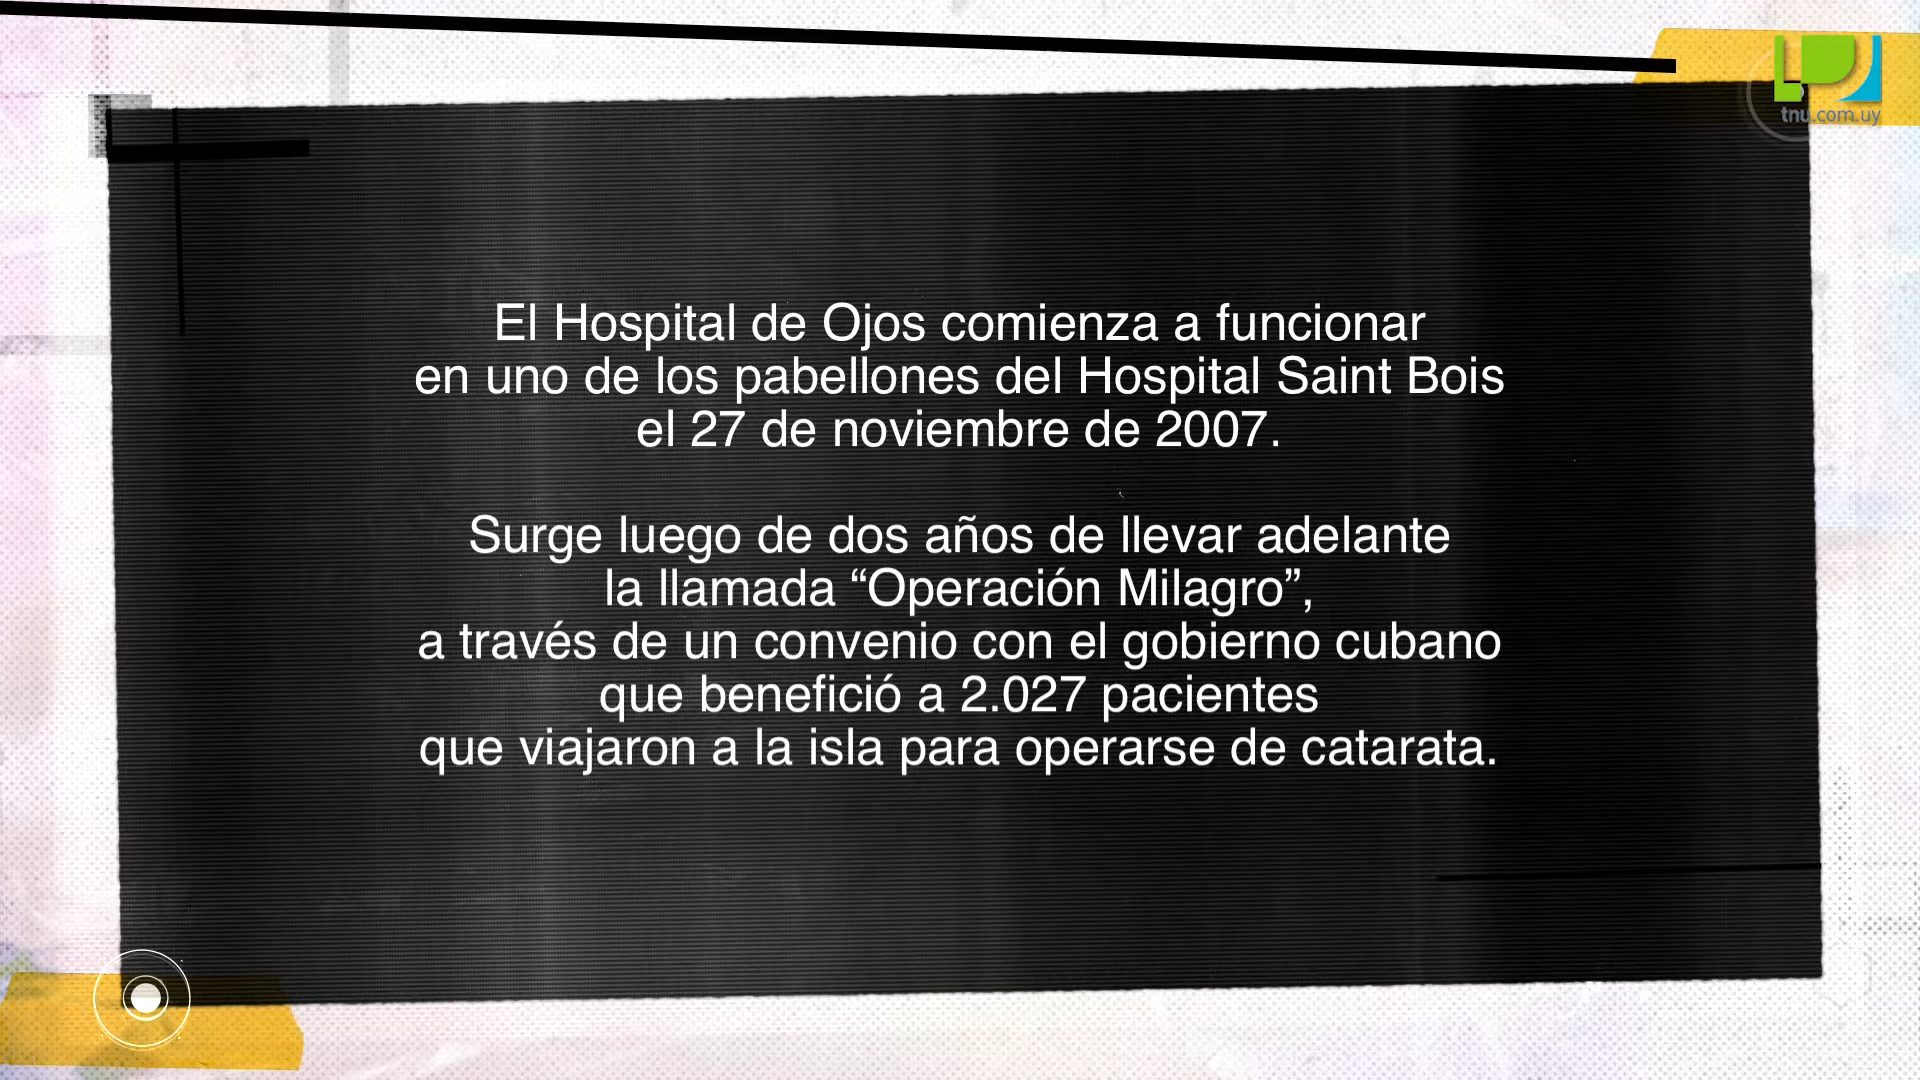 tnu.com.uy
El Hospital de Ojos comienza a funcionar
en uno de los pabellones del Hospital Saint Bois
el 27 de noviembre de 2007.
Surge luego de dos años de llevar adelante
la llamada “Operación Milagro”,
a través de un convenio con el gobierno cubano
que benefició a 2.027 pacientes
que viajaron a la isla para operarse de catarata.